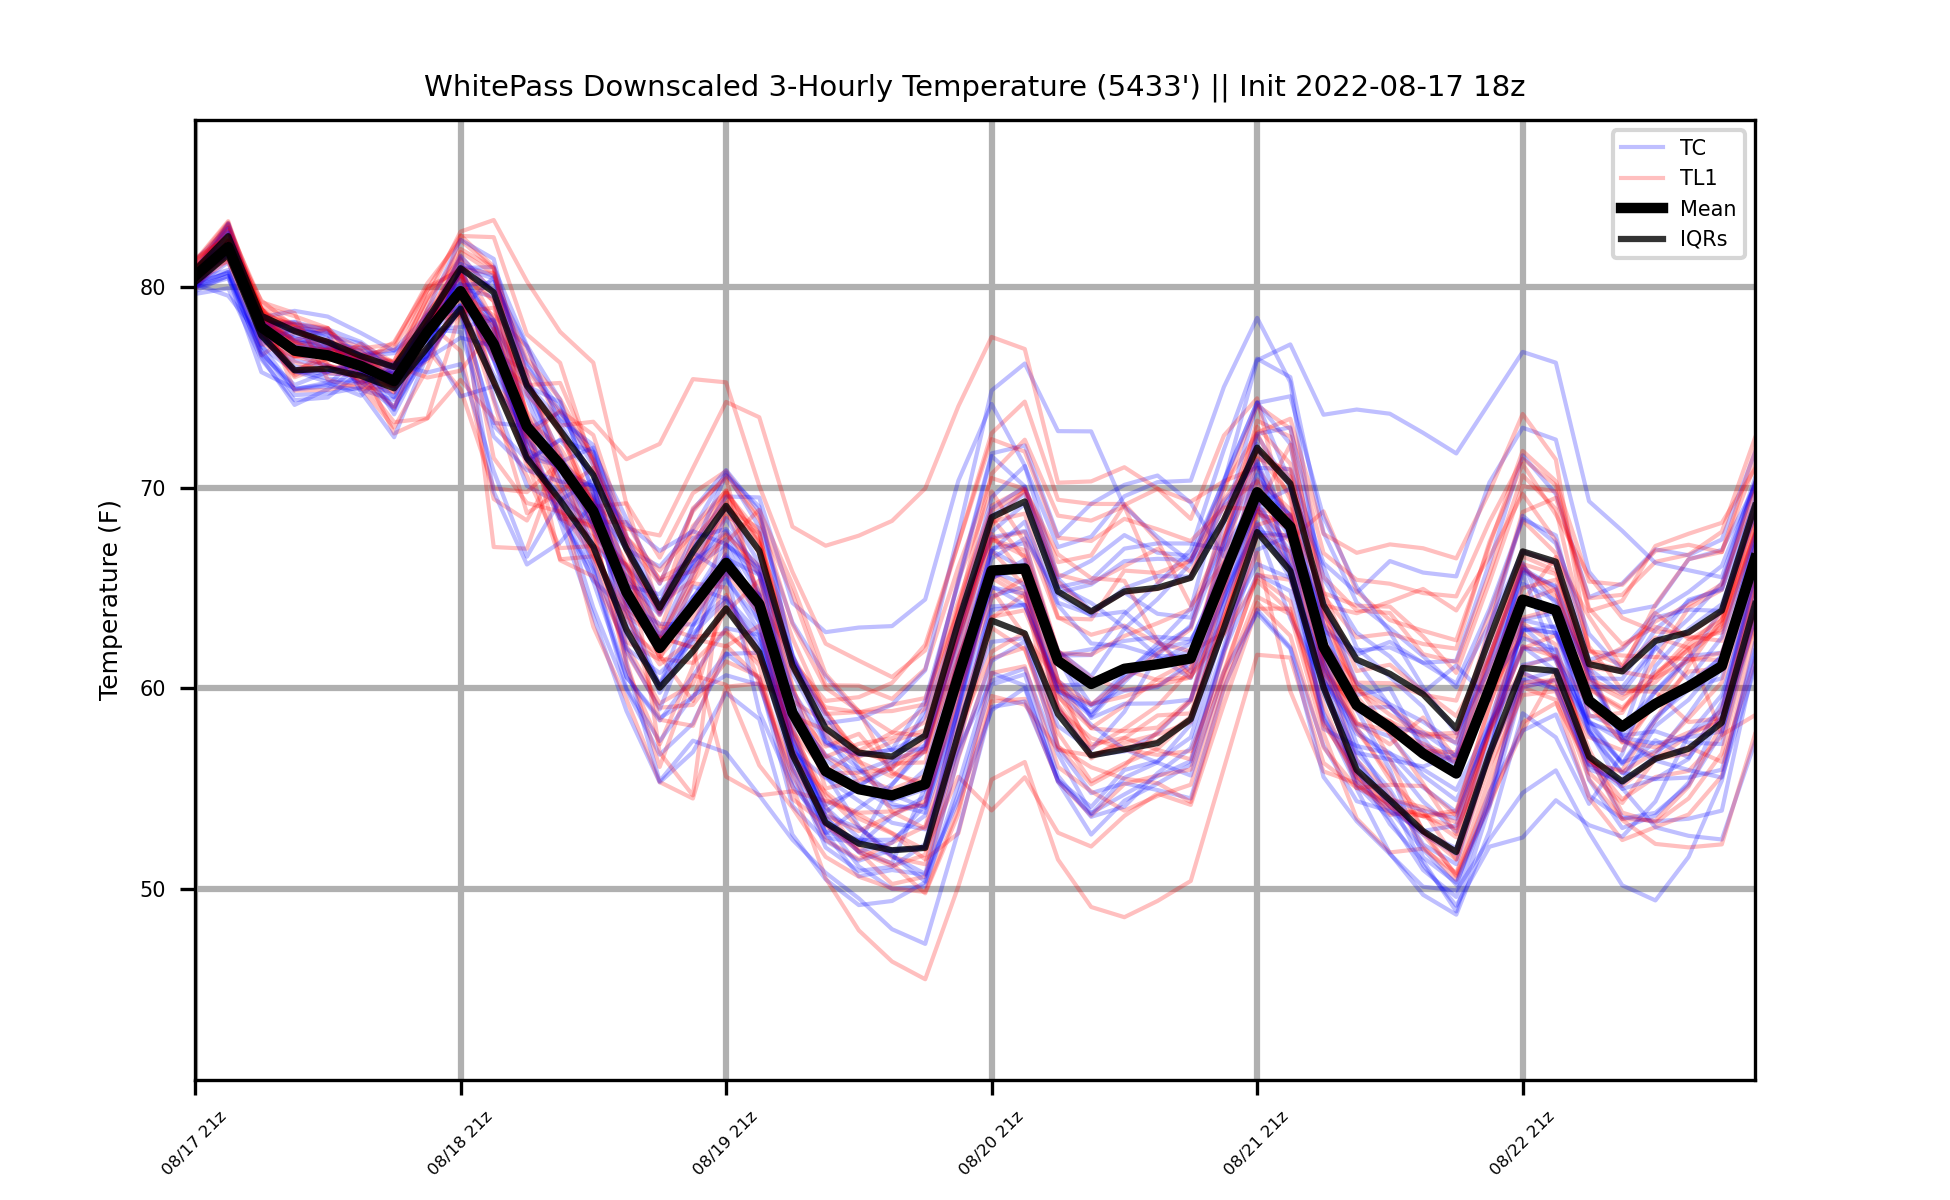 WhitePass Downscaled 3-Hourly Temperature (5433') || Init 2022-08-17 18z
TC
TL1
Mean
IQRs
Temperature (F)
80
70
60
50
08/17 21z
08/18 21z
08/19 21z
08/20 21z
08/21 21z
08/22 21z